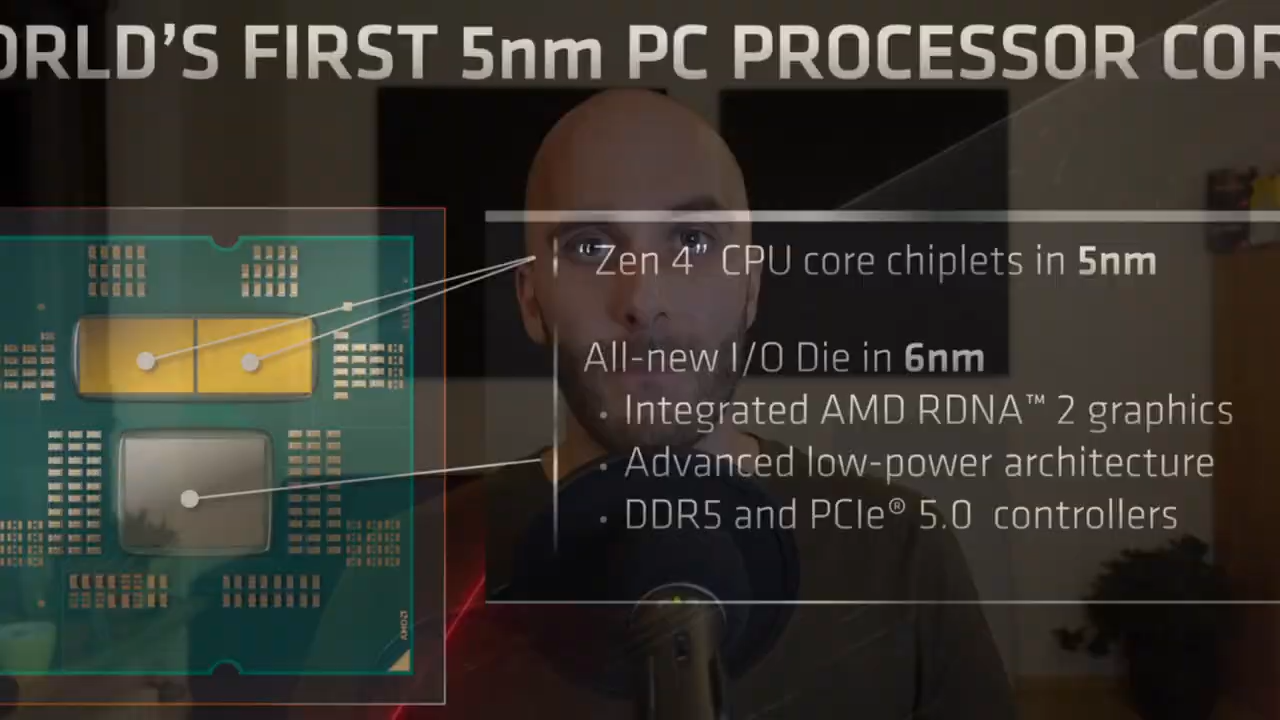 ORLD'S FIRST 5nm PC PROCESSOR COR
“Zen 4” CPU core chiplets in 5nm
All-new I/O Die in 6nm
• Integrated AMD RDNA™ 2 graphics
• Advanced low-power architecture
• DDR5 and PCIe® 5.0 controllers